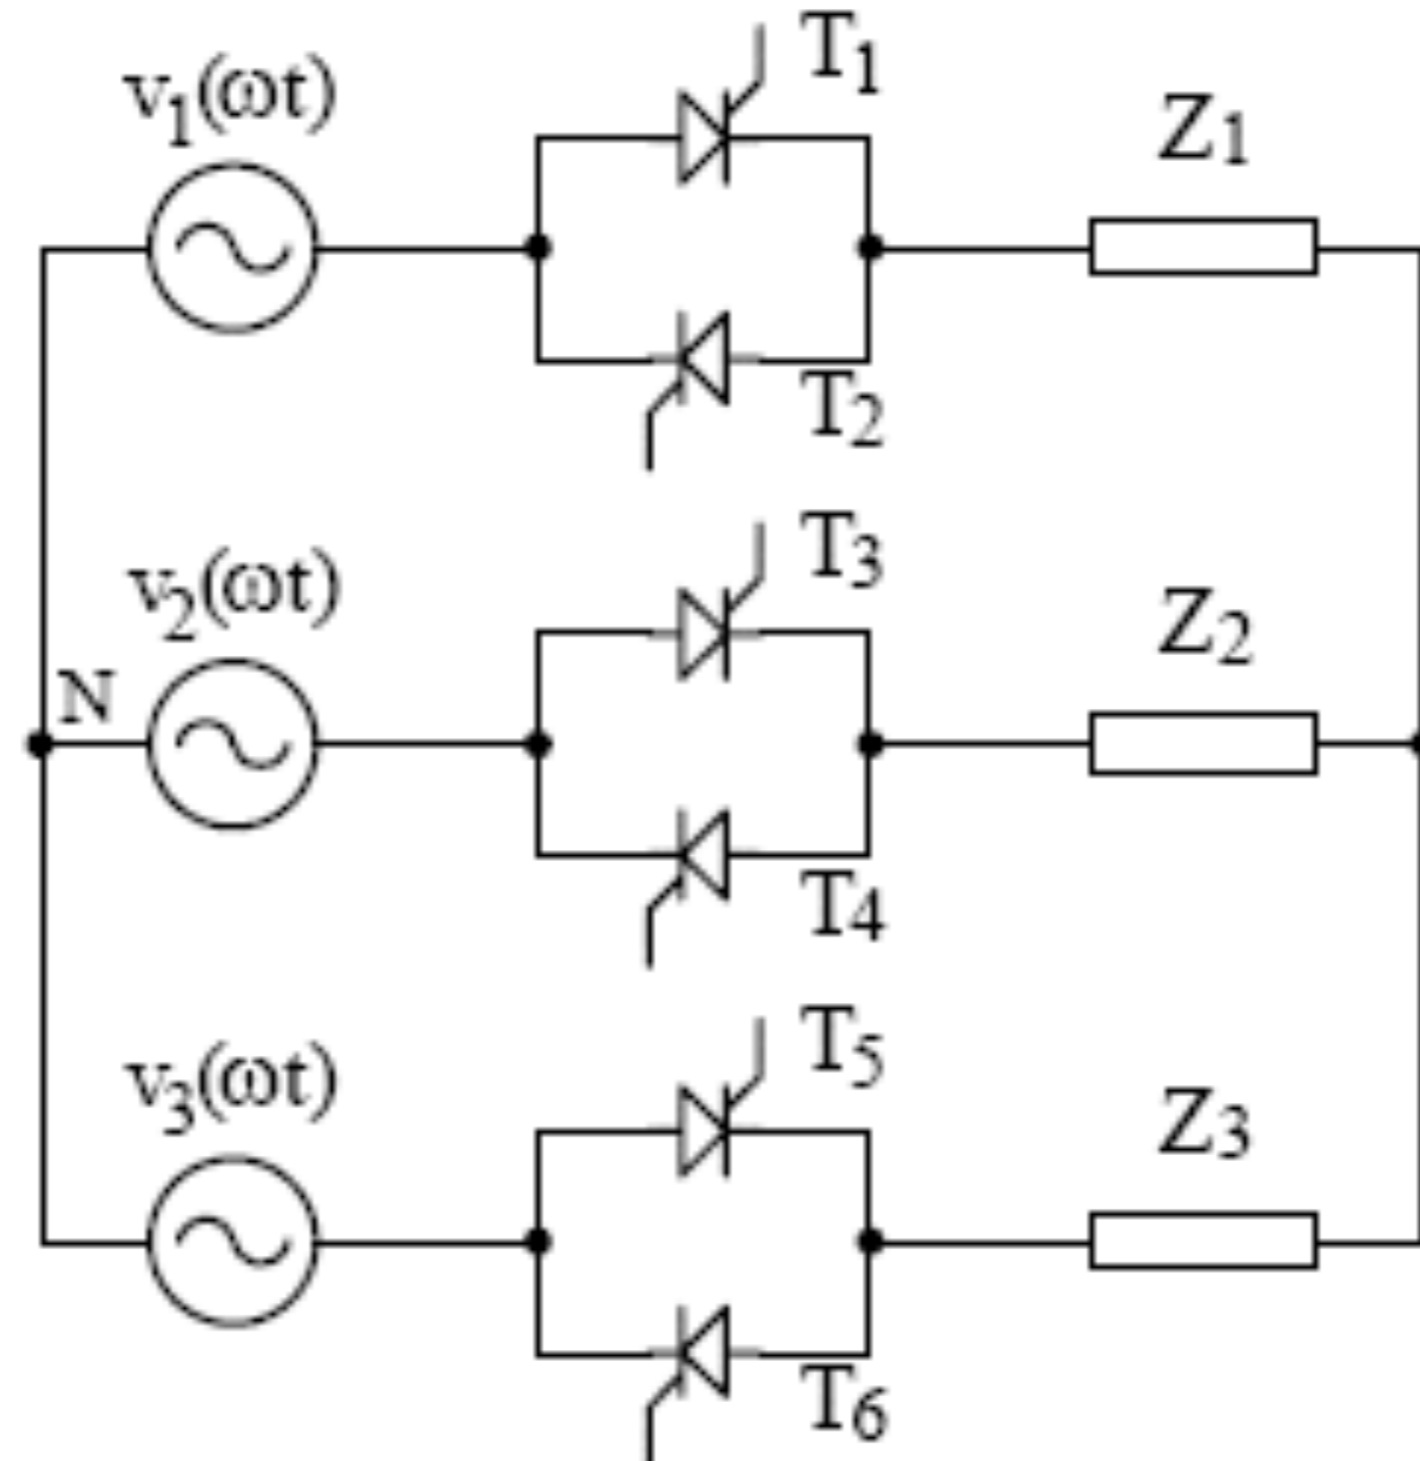 T₁
v₁(ωt)
Z₁
T₂
T₃
v₂(ωt)
Z₂
N
T₄
T₅
v₃(ωt)
Z₃
T₆